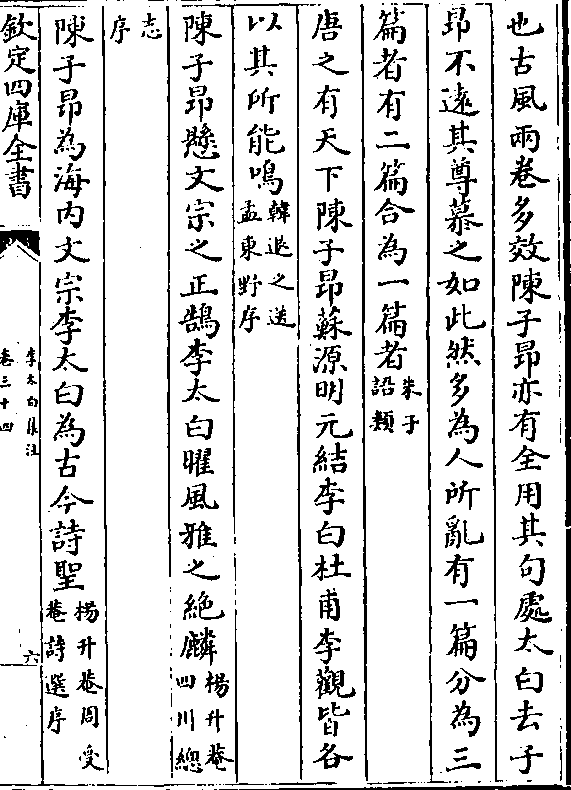 也古風兩卷多效陳子昂亦有全用其句處太白去子
昂不遠其尊慕之如此然多為人所亂有一篇分為三
篇者有二篇合為一篇者朱子語類
唐之有天下陳子昂蘇源明元結李白杜甫李觀皆各
以其所能鳴韓退之送孟東野序
陳子昂懸文宗之正鵠李太白曜風雅之絶麟楊升菴四川總
志序
陳子昂為海内文宗李太白為古今詩聖楊升菴周受菴詩選序
欽定四庫全書
李太白集注
卷三十四
六